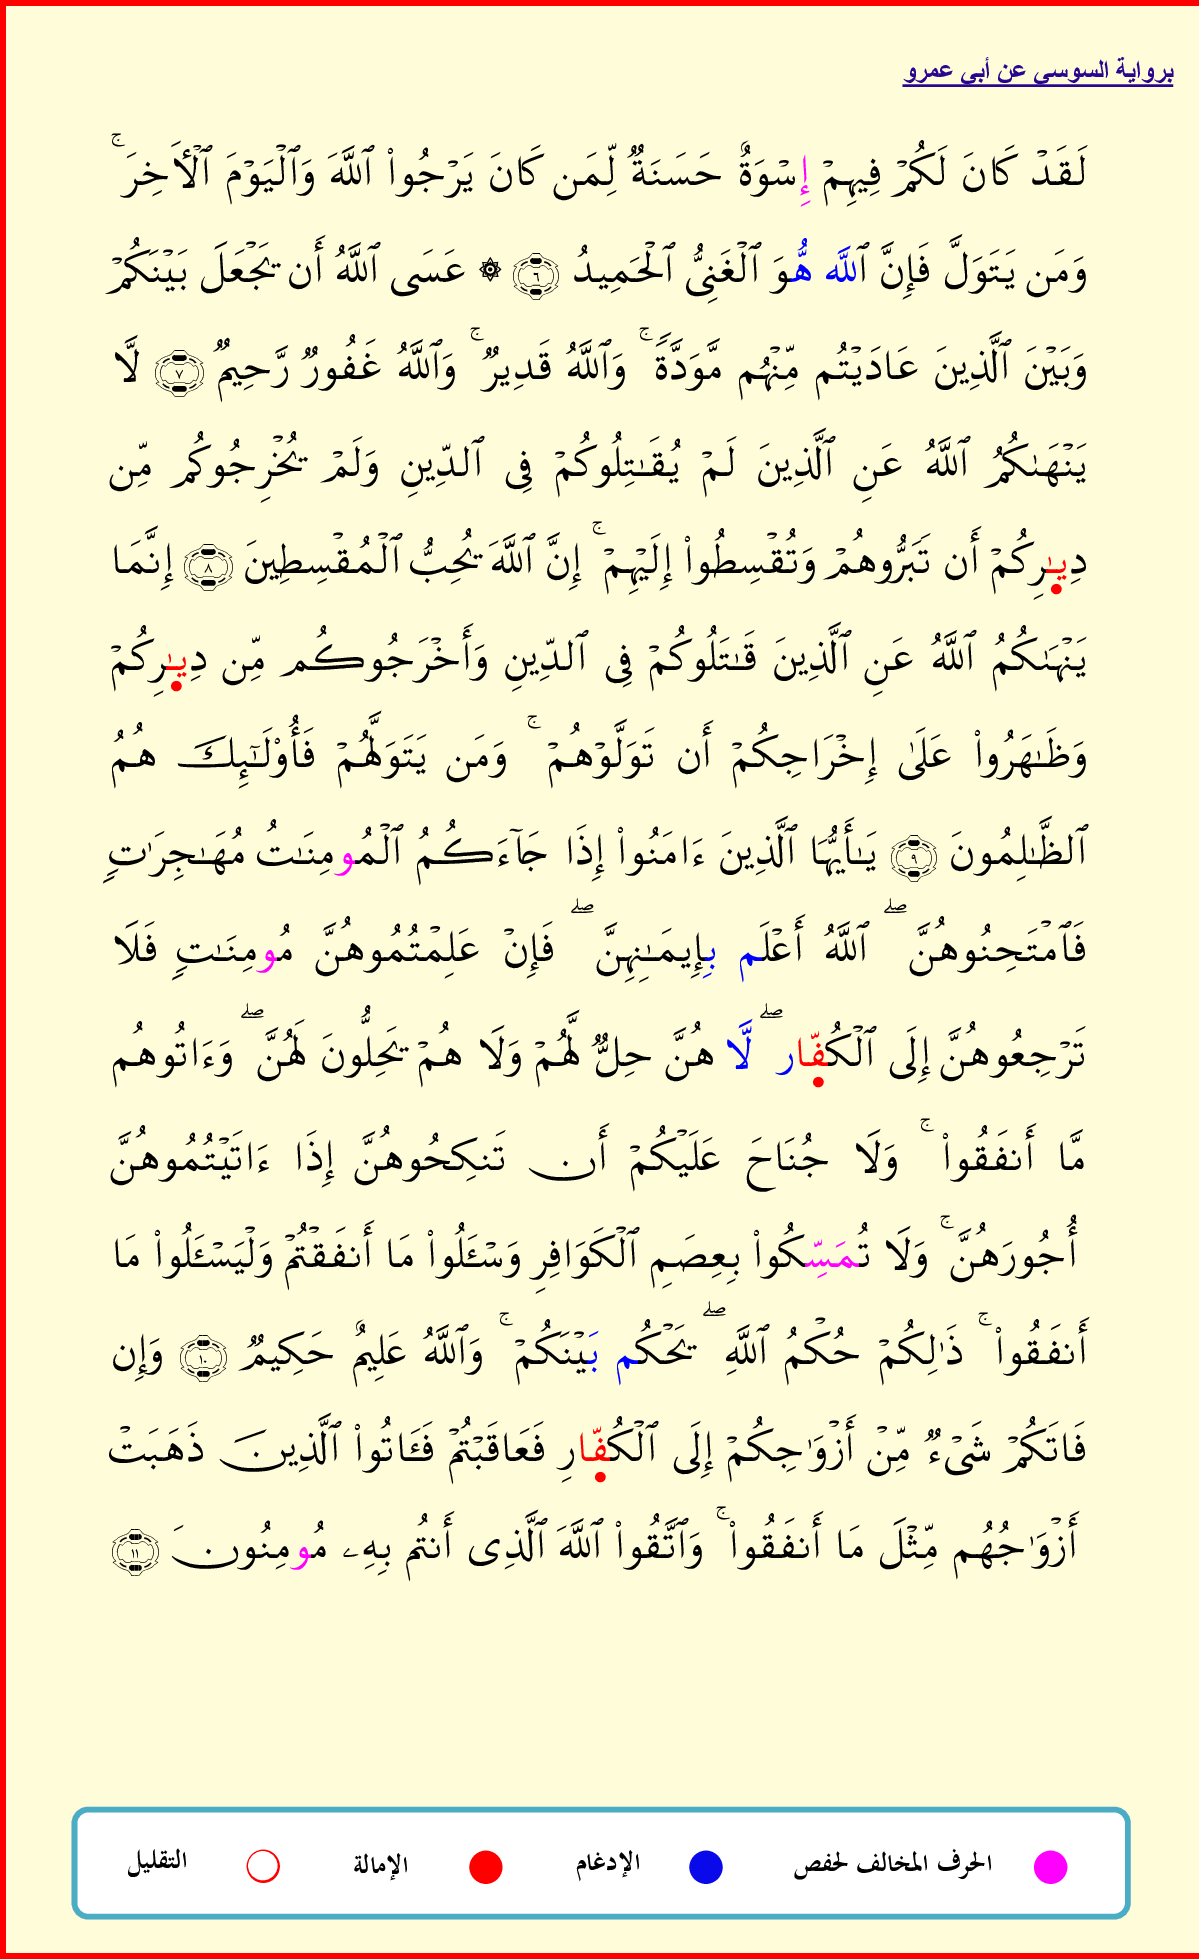 برواية السوسي عن أبي عمرو
لَقَدۡ كَانَ لَكُمۡ فِيهِمۡ إِسۡوَةٌ حَسَنَةٞ لِّمَن كَانَ يَرۡجُواْ ٱللَّهَ وَٱلۡيَوۡمَ ٱلۡأٓخِرَۚ
وَمَن يَتَوَلَّ فَإِنَّ ٱللَّه هُّوَ ٱلۡغَنِيُّ ٱلۡحَمِيدُ ٦ ۞ عَسَى ٱللَّهُ أَن يَجۡعَلَ بَيۡنَكُمۡ
وَبَيۡنَ ٱلَّذِينَ عَادَيۡتُم مِّنۡهُم مَّوَدَّةٗۚ وَٱللَّهُ قَدِيرٞۚ وَٱللَّهُ غَفُورٞ رَّحِيمٞ ٧ لَّا
يَنۡهَىٰكُمُ ٱللَّهُ عَنِ ٱلَّذِينَ لَمۡ يُقَٰتِلُوكُمۡ فِي ٱلدِّينِ وَلَمۡ يُخۡرِجُوكُم مِّن
دِيٰرِكُمۡ أَن تَبَرُّوهُمۡ وَتُقۡسِطُواْ إِلَيۡهِمۡۚ إِنَّ ٱللَّهَ يُحِبُّ ٱلۡمُقۡسِطِينَ ٨ إِنَّمَا
يَنۡهَىٰكُمُ ٱللَّهُ عَنِ ٱلَّذِينَ قَٰتَلُوكُمۡ فِي ٱلدِّينِ وَأَخۡرَجُوكُم مِّن دِيٰرِكُمۡ
وَظَٰهَرُواْ عَلَىٰ إِخۡرَاجِكُمۡ أَن تَوَلَّوۡهُمۡۚ وَمَن يَتَوَلَّهُمۡ فَأُوْلَٰٓئِكَ هُمُ
ٱلظَّٰلِمُونَ ٩ يَٰأَيُّهَا ٱلَّذِينَ ءَامَنُواْ إِذَا جَآءَكُمُ ٱلۡمُومِنَٰتُ مُهَٰجِرَٰتٖ
فَٱمۡتَحِنُوهُنَّۖ ٱللَّهُ أَعۡلَم بِإِيمَٰنِهِنَّۖ فَإِنۡ عَلِمۡتُمُوهُنَّ مُومِنَٰتٖ فَلَا
تَرۡجِعُوهُنَّ إِلَى ٱلۡكُفّارۖ لَّا هُنَّ حِلّٞ لَّهُمۡ وَلَا هُمۡ يَحِلُّونَ لَهُنَّۖ وَءَاتُوهُم
مَّا أَنفَقُواْۚ وَلَا جُنَاحَ عَلَيۡكُمۡ أَن تَنكِحُوهُنَّ إِذَا ءَاتَيۡتُمُوهُنَّ
أُجُورَهُنَّۚ وَلَا تُمَسِّكُواْ بِعِصَمِ ٱلۡكَوَافِرِ وَسۡـَٔلُواْ مَا أَنفَقۡتُمۡ وَلۡيَسۡـَٔلُواْ مَا
أَنفَقُواْۚ ذَٰلِكُمۡ حُكۡمُ ٱللَّهِۖ يَحۡكُم بَيۡنَكُمۡۚ وَٱللَّهُ عَلِيمٌ حَكِيمٞ ١٠ وَإِن
فَاتَكُمۡ شَيۡءٞ مِّنۡ أَزۡوَٰجِكُمۡ إِلَى ٱلۡكُفّارِ فَعَاقَبۡتُمۡ فَـَٔاتُواْ ٱلَّذِينَ ذَهَبَتۡ
أَزۡوَٰجُهُم مِّثۡلَ مَا أَنفَقُواْۚ وَٱتَّقُواْ ٱللَّهَ ٱلَّذِي أَنتُم بِهِۦ مُومِنُونَ ١١
الحرف المخالف لحفص الإدغام الإمالة التقليل